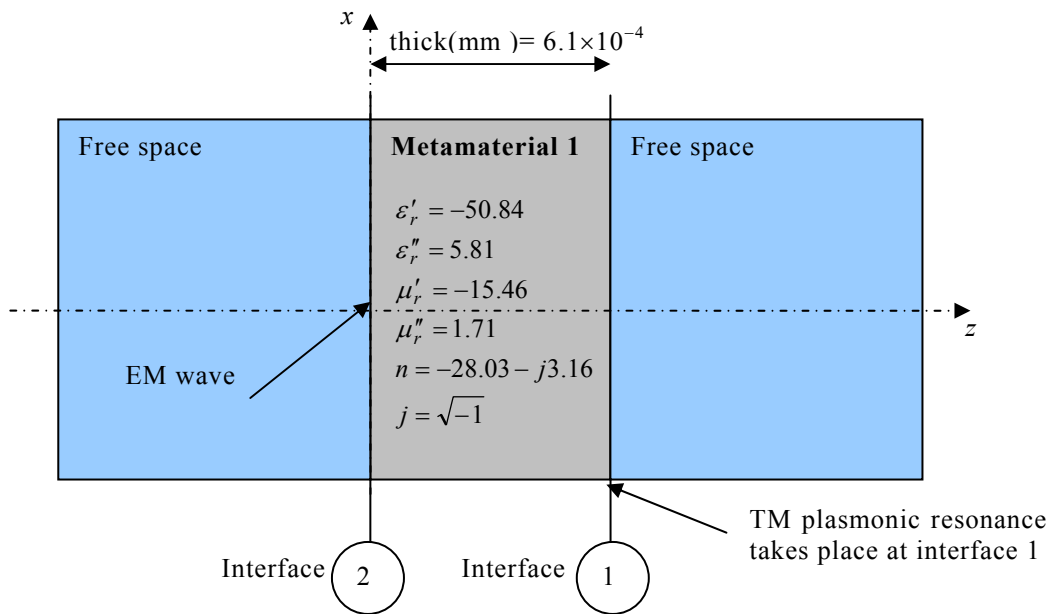 x
thick(mm )= 6.1×10⁻⁴
Free space
Metamaterial 1
Free space
ε′ᵣ = −50.84
ε″ᵣ = 5.81
μ′ᵣ = −15.46
μ″ᵣ = 1.71
n = −28.03 − j3.16
j = √−1
z
EM wave
TM plasmonic resonance
takes place at interface 1
Interface 2
Interface 1